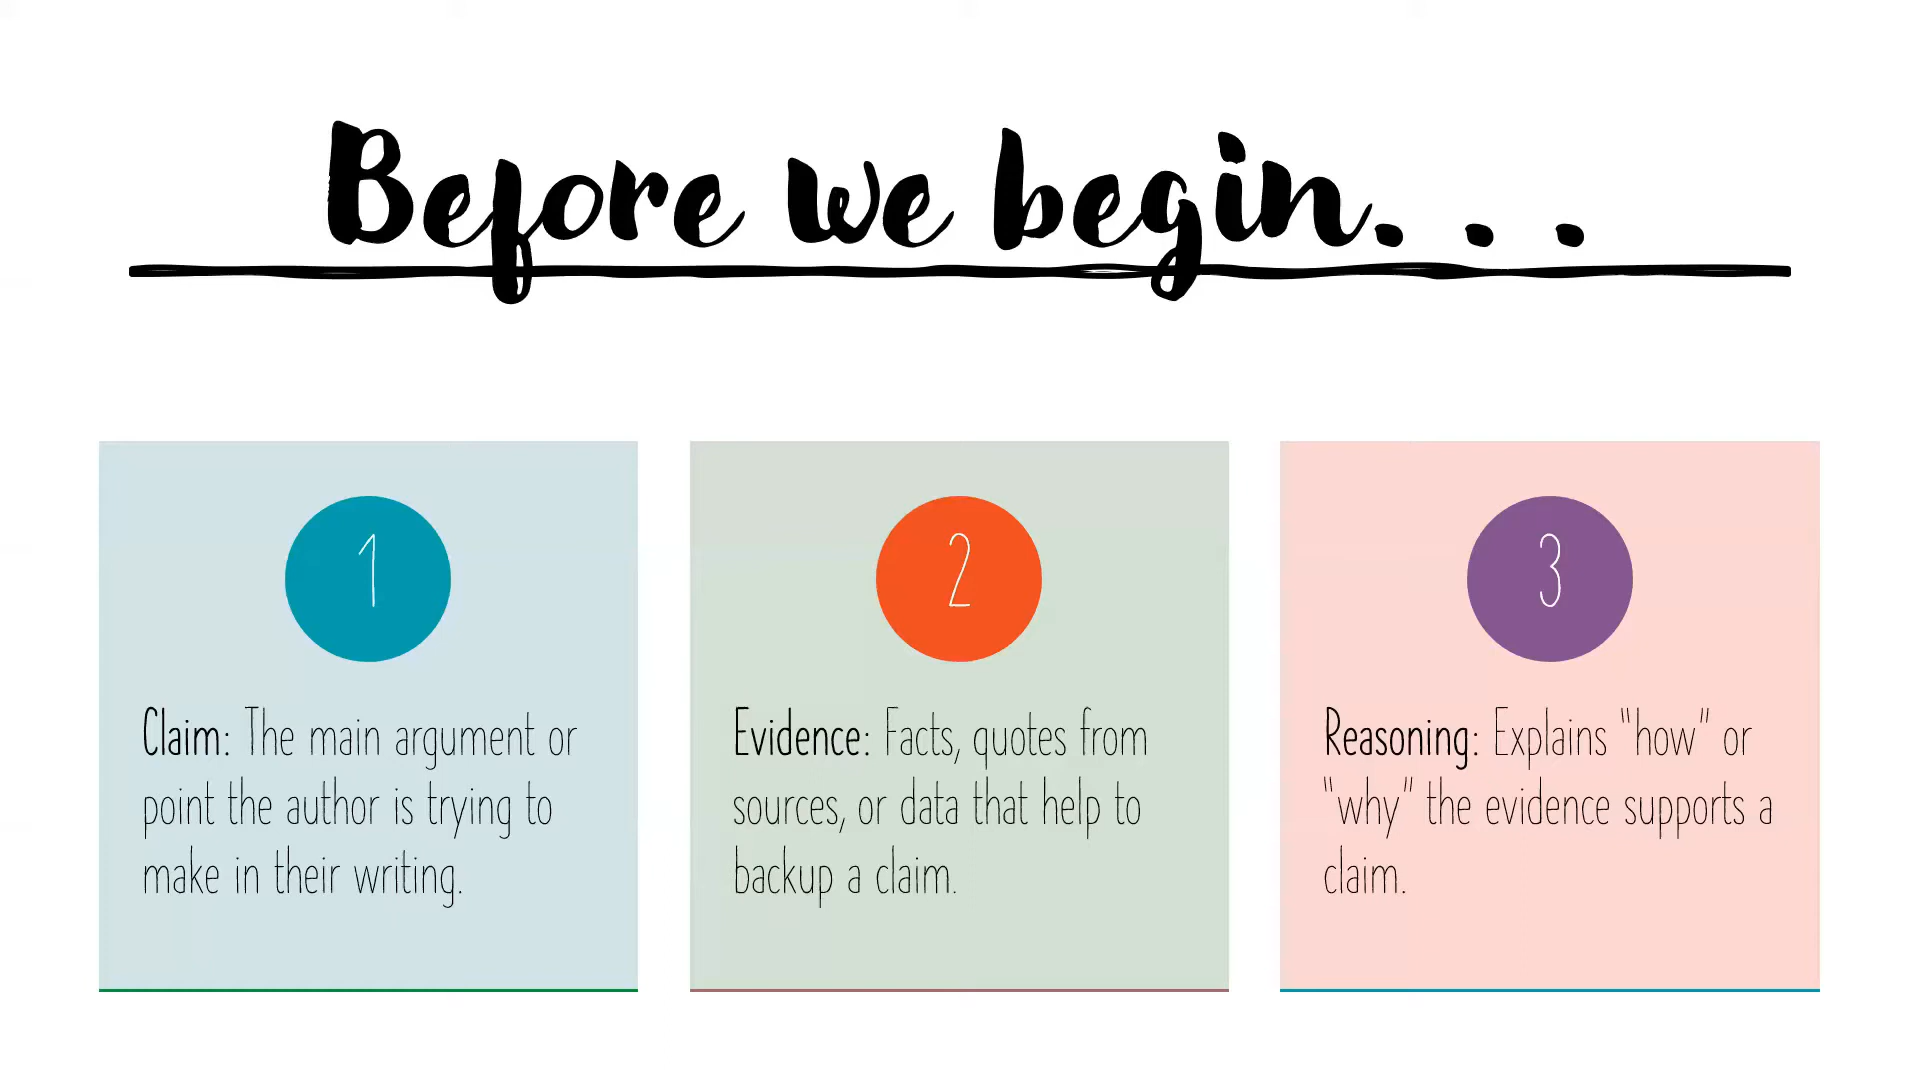 Before we begin. . .
1
Claim: The main argument or
point the author is trying to
make in their writing.
2
Evidence: Facts, quotes from
sources, or data that help to
backup a claim.
3
Reasoning: Explains “how” or
“why” the evidence supports a
claim.